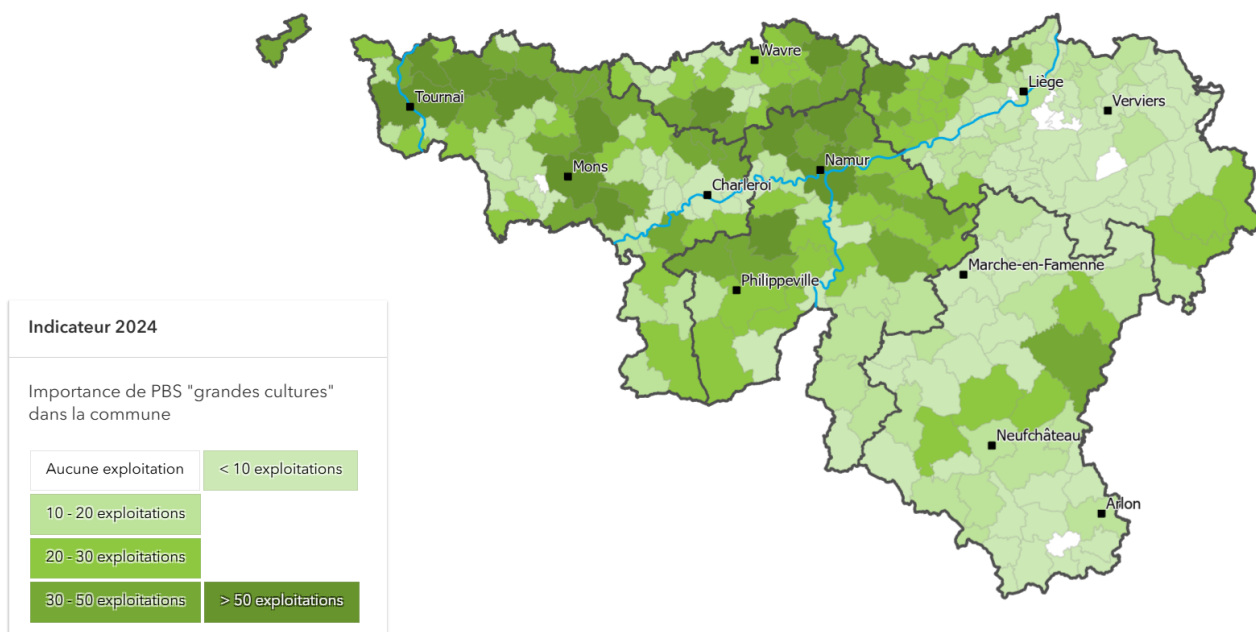 Wavre
Liège
Tournai
Verviers
Namur
Mons
Charleroi
Marche-en-Famenne
Philippeville
Indicateur 2024
Importance de PBS "grandes cultures"
dans la commune
Neufchâteau
Aucune exploitation
< 10 exploitations
10 - 20 exploitations
Arlon
20 - 30 exploitations
30 - 50 exploitations
> 50 exploitations